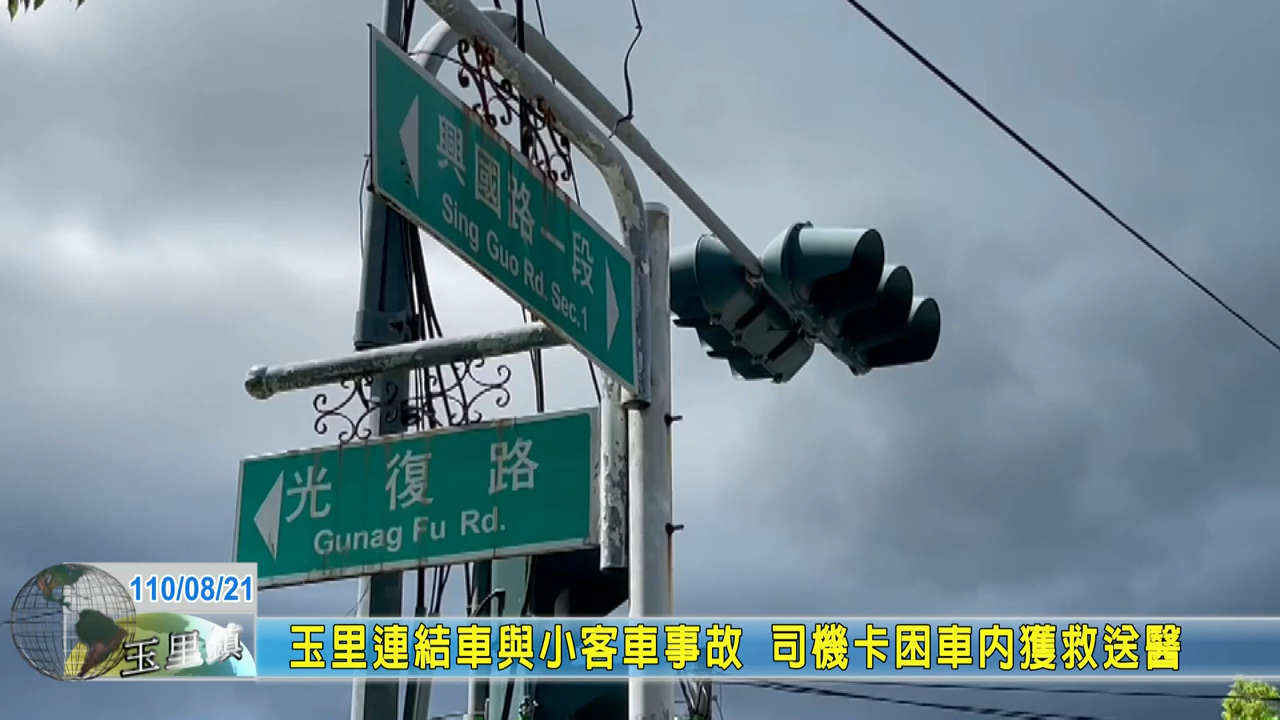 興國路一段
Sing Guo Rd. Sec.1
光復路
Gunag Fu Rd.
110/08/21
玉里鎮
玉里連結車與小客車事故 司機卡困車內獲救送醫